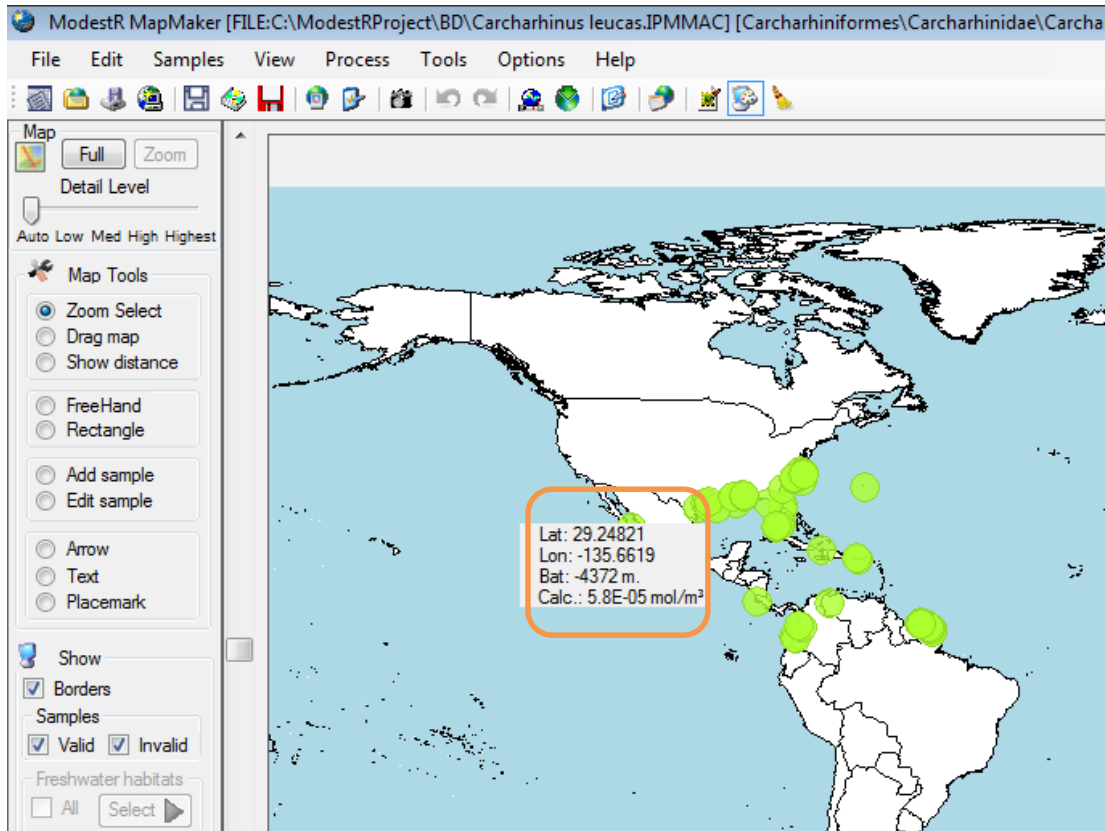 ModestR MapMaker [FILE:C:\ModestRProject\BD\Carcharhinus leucas.IPMMAC] [Carcharhiniformes\Carcharhinidae\Carcha
File Edit Samples View Process Tools Options Help
Map
Full Zoom
Detail Level
Auto Low Med High Highest
Map Tools
Zoom Select
Drag map
Show distance
FreeHand
Rectangle
Add sample
Edit sample
Arrow
Text
Placemark
Show
Borders
Samples
Valid Invalid
Freshwater habitats
All Select
Lat: 29.24821
Lon: -135.6619
Bat: -4372 m.
Calc.: 5.8E-05 mol/m³